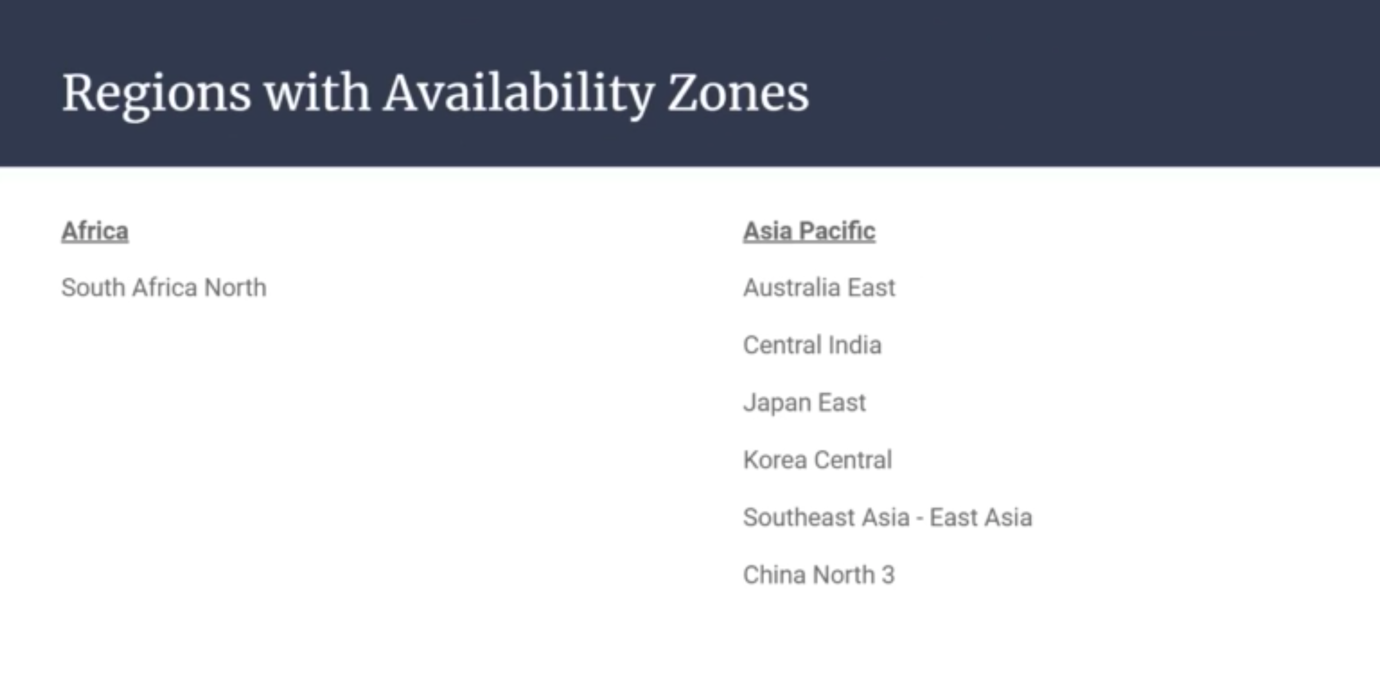 Regions with Availability Zones
Africa
South Africa North
Asia Pacific
Australia East
Central India
Japan East
Korea Central
Southeast Asia - East Asia
China North 3